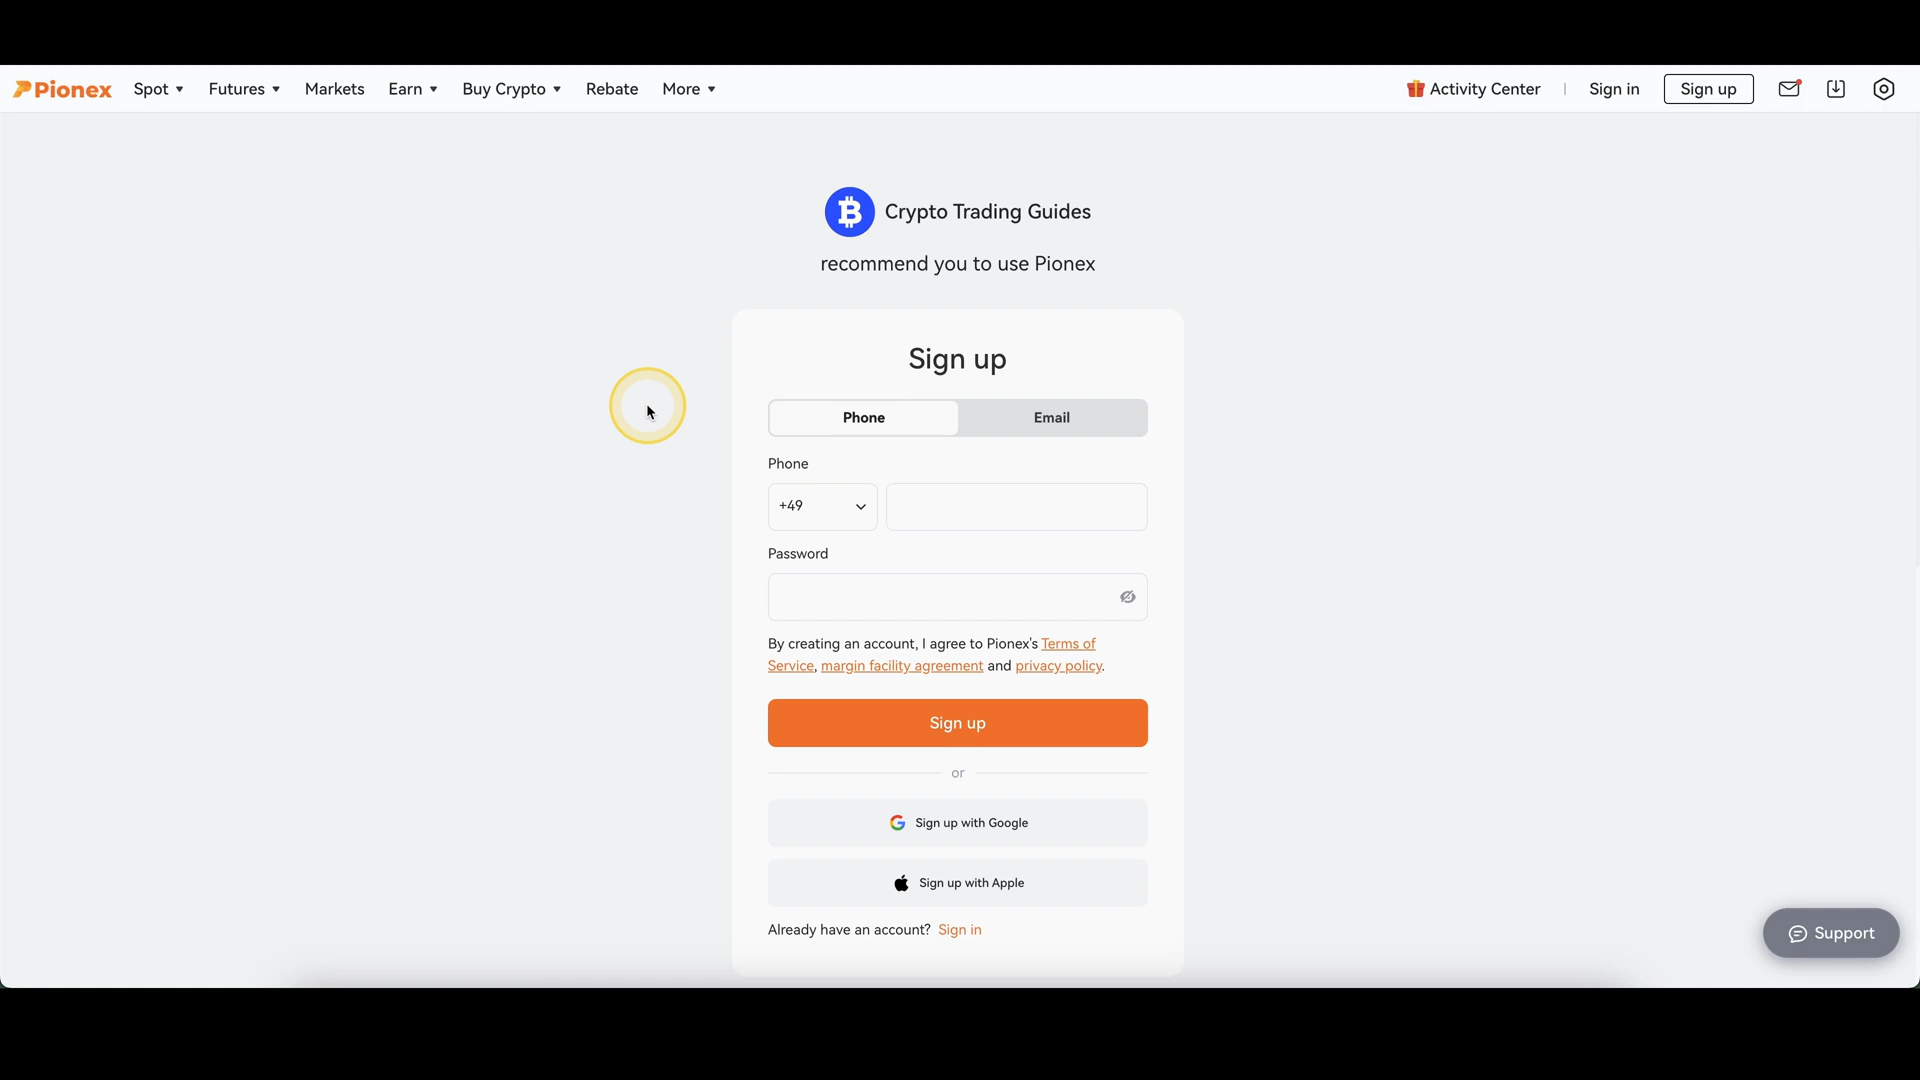 Pionex Spot Futures Markets Earn Buy Crypto Rebate More Activity Center | Sign in Sign up
Crypto Trading Guides
recommend you to use Pionex
Sign up
Phone Email
Phone
+49
Password
By creating an account, I agree to Pionex's Terms of
Service, margin facility agreement and privacy policy.
Sign up
or
Sign up with Google
Sign up with Apple
Already have an account? Sign in
Support